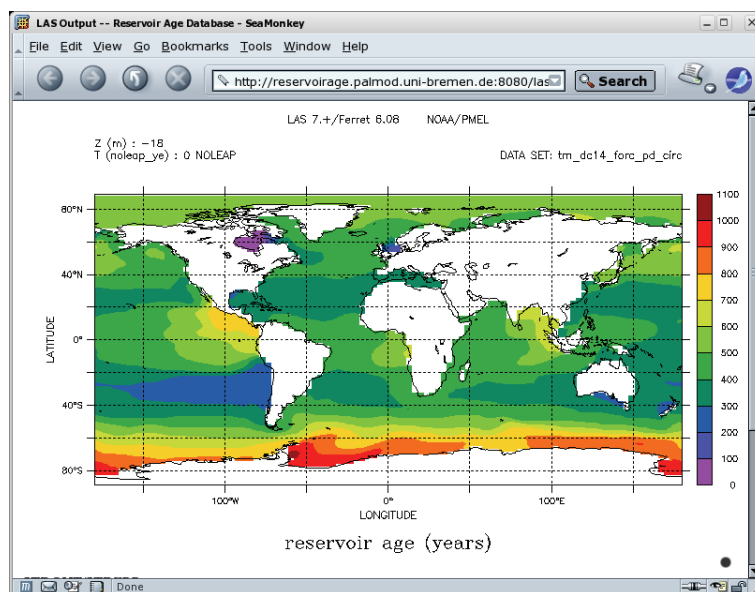 LAS Output -- Reservoir Age Database - SeaMonkey
File Edit View Go Bookmarks Tools Window Help
http://reservoirage.palmod.uni-bremen.de:8080/las
Search
LAS 7.+/Ferret 6.08 NOAA/PMEL
Z (m) : -18
T (noleap_ye) : 0 NOLEAP
DATA SET: tm_dc14_forc_pd_circ
1100
1000
900
800
700
600
500
400
300
200
100
0
80°N
40°N
0°
40°S
80°S
LATITUDE
100°W 0° 100°E
LONGITUDE
reservoir age (years)
Done